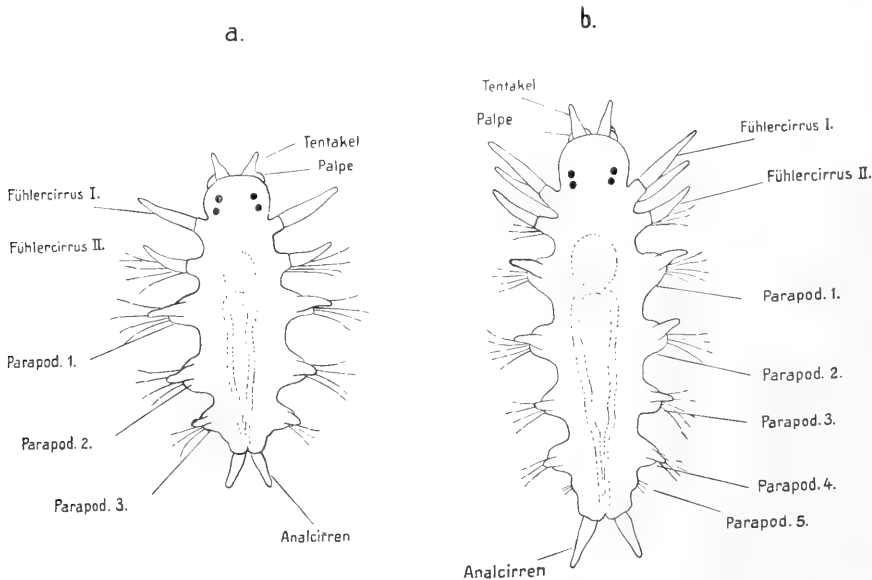 a.
Tentakel
Palpe
Fühlercirrus I.
Fühlercirrus II.
Parapod. 1.
Parapod. 2.
Parapod. 3.
Analcirren
b.
Tentakel
Palpe
Fühlercirrus I.
Fühlercirrus II.
Parapod. 1.
Parapod. 2.
Parapod. 3.
Parapod. 4.
Parapod. 5.
Analcirren